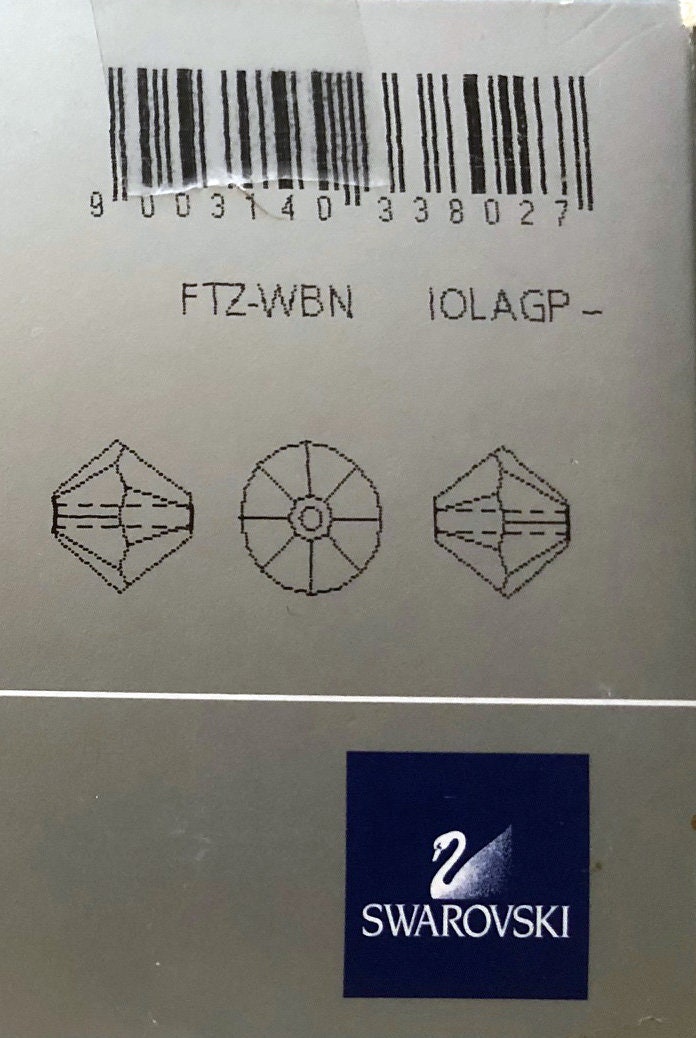 9 003140 338027
FTZ-WBN IOLAGP-
SWAROVSKI